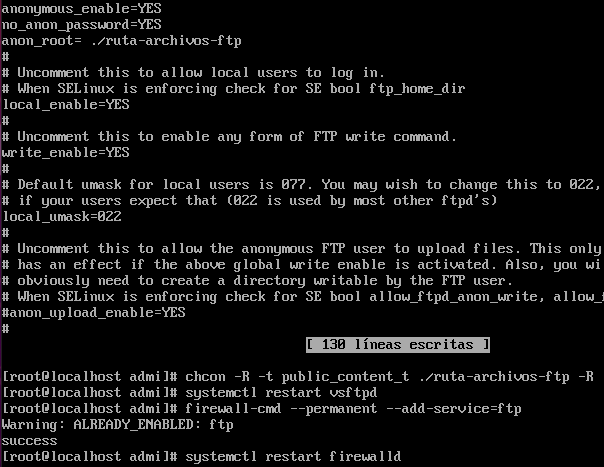 anonymous_enable=YES
no_anon_password=YES
anon_root= ./ruta-archivos-ftp
#
# Uncomment this to allow local users to log in.
# When SELinux is enforcing check for SE bool ftp_home_dir
local_enable=YES
#
# Uncomment this to enable any form of FTP write command.
write_enable=YES
#
# Default umask for local users is 077. You may wish to change this to 022,
# if your users expect that (022 is used by most other ftpd's)
local_umask=022
#
# Uncomment this to allow the anonymous FTP user to upload files. This only
# has an effect if the above global write enable is activated. Also, you wi
# obviously need to create a directory writable by the FTP user.
# When SELinux is enforcing check for SE bool allow_ftpd_anon_write, allow_f
#anon_upload_enable=YES
#
[ 130 líneas escritas ]
[root@localhost admi]# chcon -R -t public_content_t ./ruta-archivos-ftp -R
[root@localhost admi]# systemctl restart vsftpd
[root@localhost admi]# firewall-cmd --permanent --add-service=ftp
Warning: ALREADY_ENABLED: ftp
success
[root@localhost admi]# systemctl restart firewalld